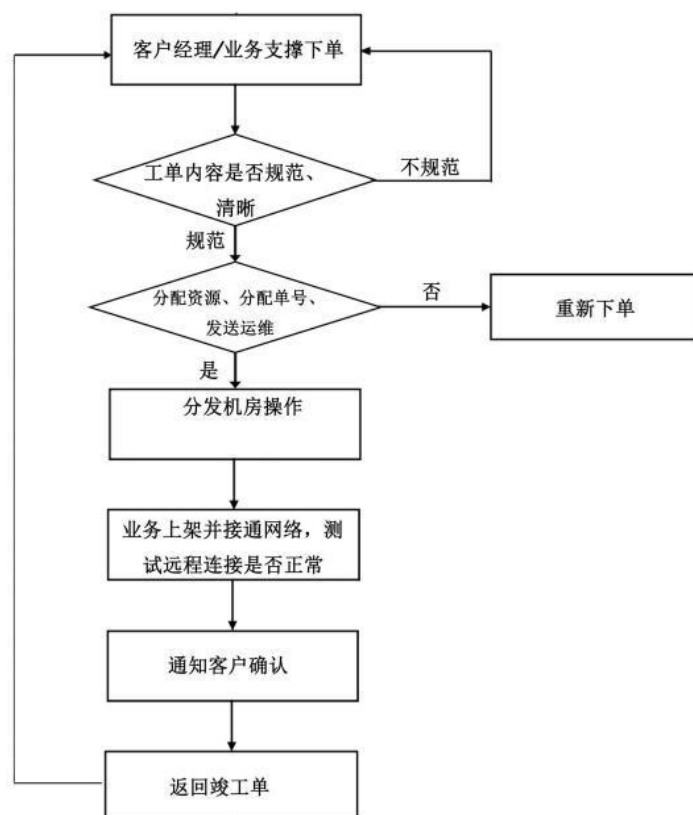 客户经理/业务支撑下单
工单内容是否规范、
清晰
不规范
规范
分配资源、分配单号、
发送运维
否
重新下单
是
分发机房操作
业务上架并接通网络，测
试远程连接是否正常
通知客户确认
返回竣工单